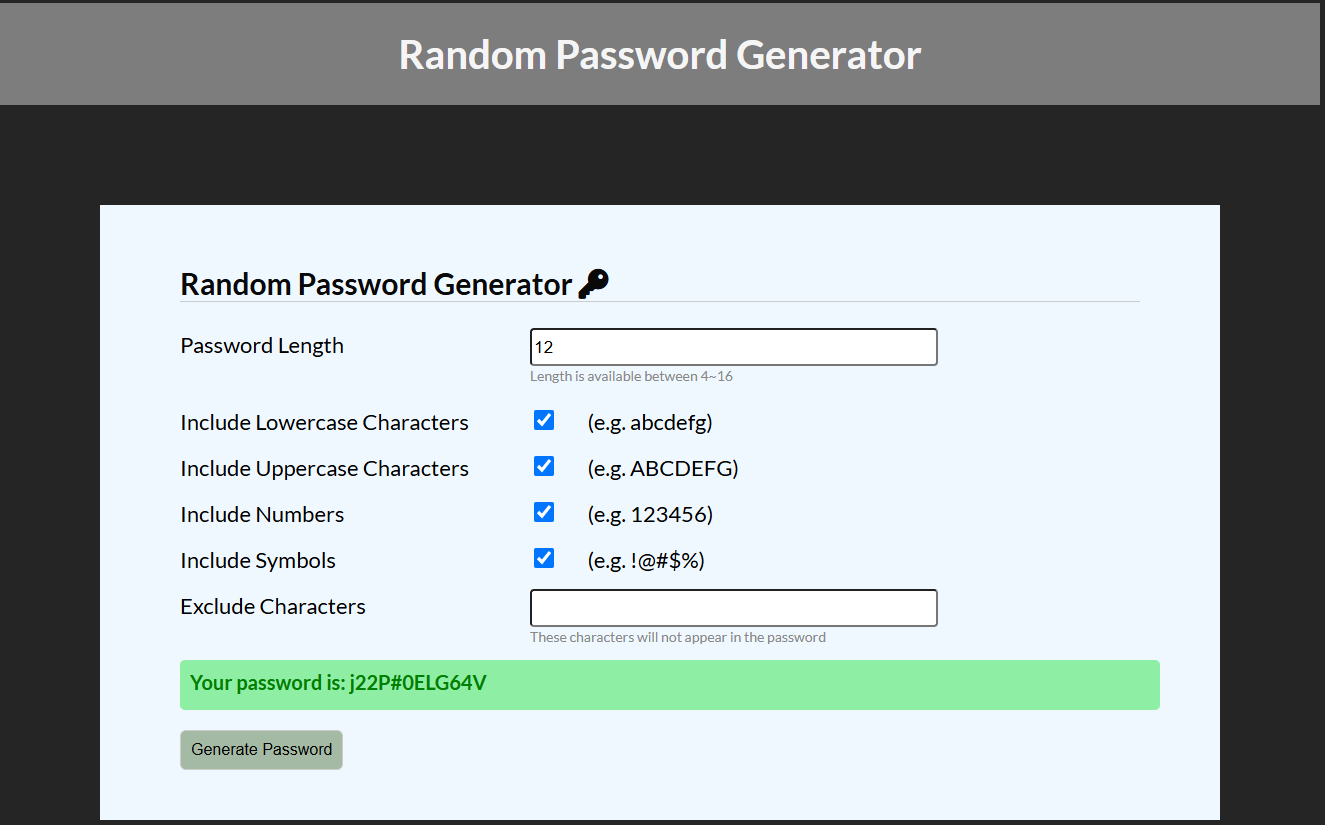 Random Password Generator
Random Password Generator
Password Length
12
Length is available between 4~16
Include Lowercase Characters (e.g. abcdefg)
Include Uppercase Characters (e.g. ABCDEFG)
Include Numbers (e.g. 123456)
Include Symbols (e.g. !@#$%)
Exclude Characters
These characters will not appear in the password
Your password is: j22P#0ELG64V
Generate Password